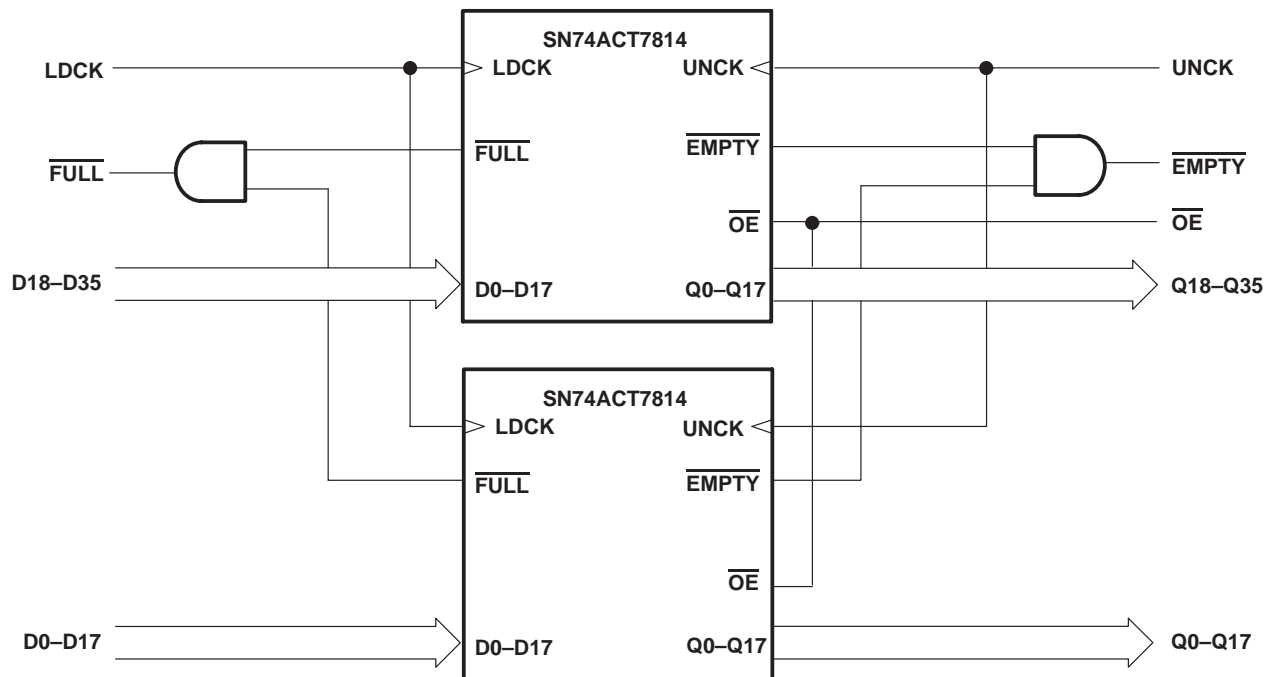 SN74ACT7814
LDCK
LDCK
UNCK
UNCK
FULL
FULL
EMPTY
EMPTY
OE
OE
D18–D35
D0–D17
Q0–Q17
Q18–Q35
SN74ACT7814
LDCK
UNCK
FULL
EMPTY
OE
D0–D17
D0–D17
Q0–Q17
Q0–Q17